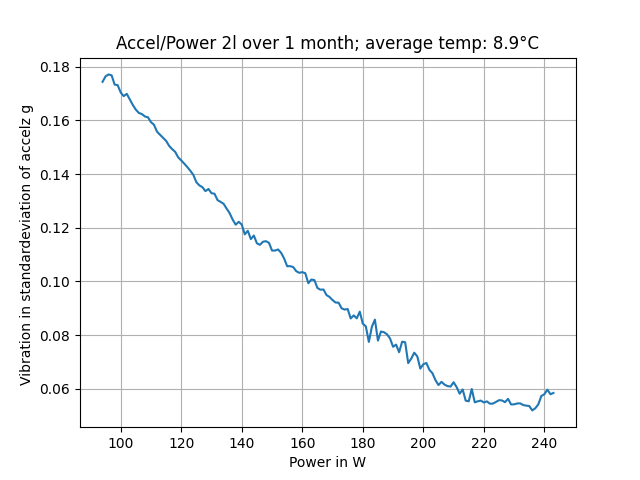 Accel/Power 2l over 1 month; average temp: 8.9°C
Vibration in standardeviation of accelz g
0.18
0.16
0.14
0.12
0.10
0.08
0.06
100 120 140 160 180 200 220 240
Power in W